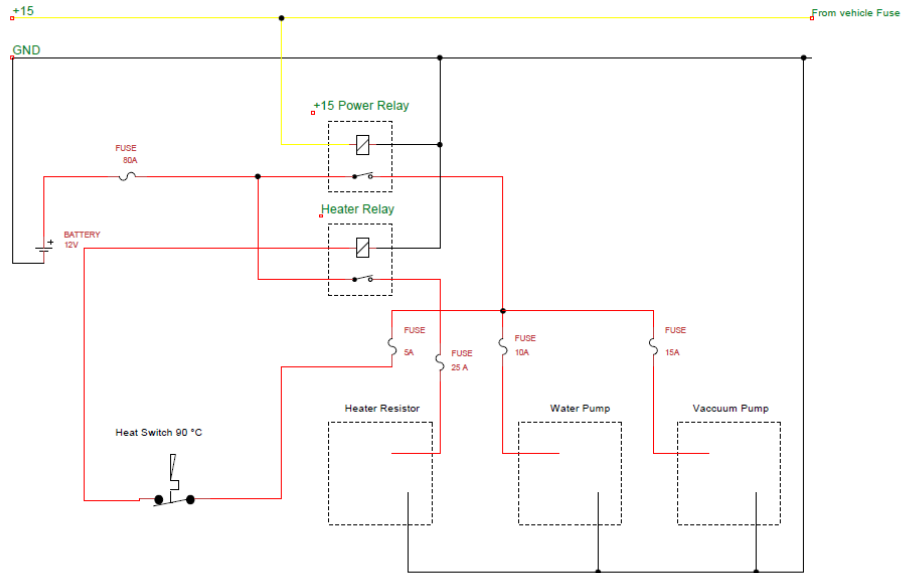 +15
From vehicle Fuse
GND
+15 Power Relay
FUSE
80A
Heater Relay
+
BATTERY
12V
FUSE
5A
FUSE
25 A
FUSE
10A
FUSE
15A
Heater Resistor
Water Pump
Vaccuum Pump
Heat Switch 90 °C